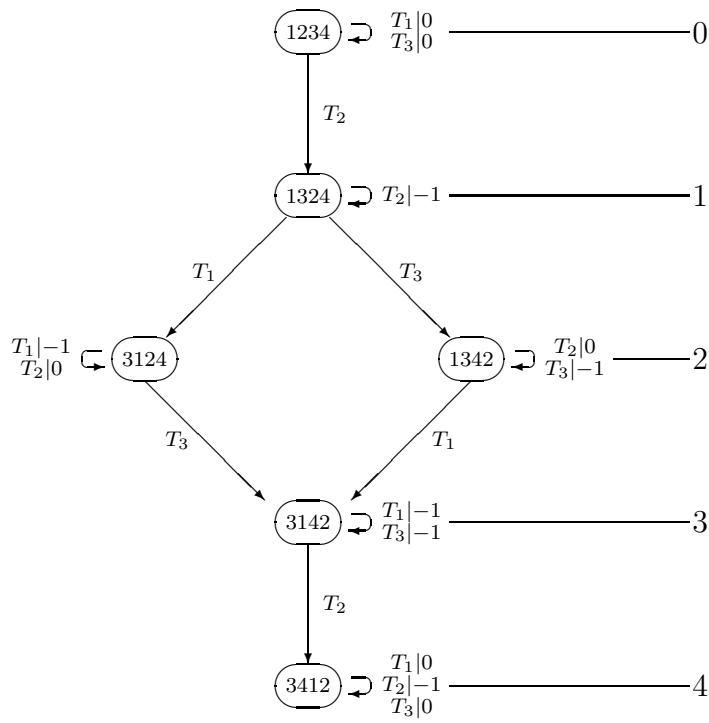 1234 T₁|0 0
T₃|0
T₂
1324 T₂|−1 1
T₁ T₃
T₁|−1 3124 1342 T₂|0 2
T₂|0 T₃|−1
T₃ T₁
3142 T₁|−1 3
T₃|−1
T₂
T₁|0
3412 T₂|−1 4
T₃|0